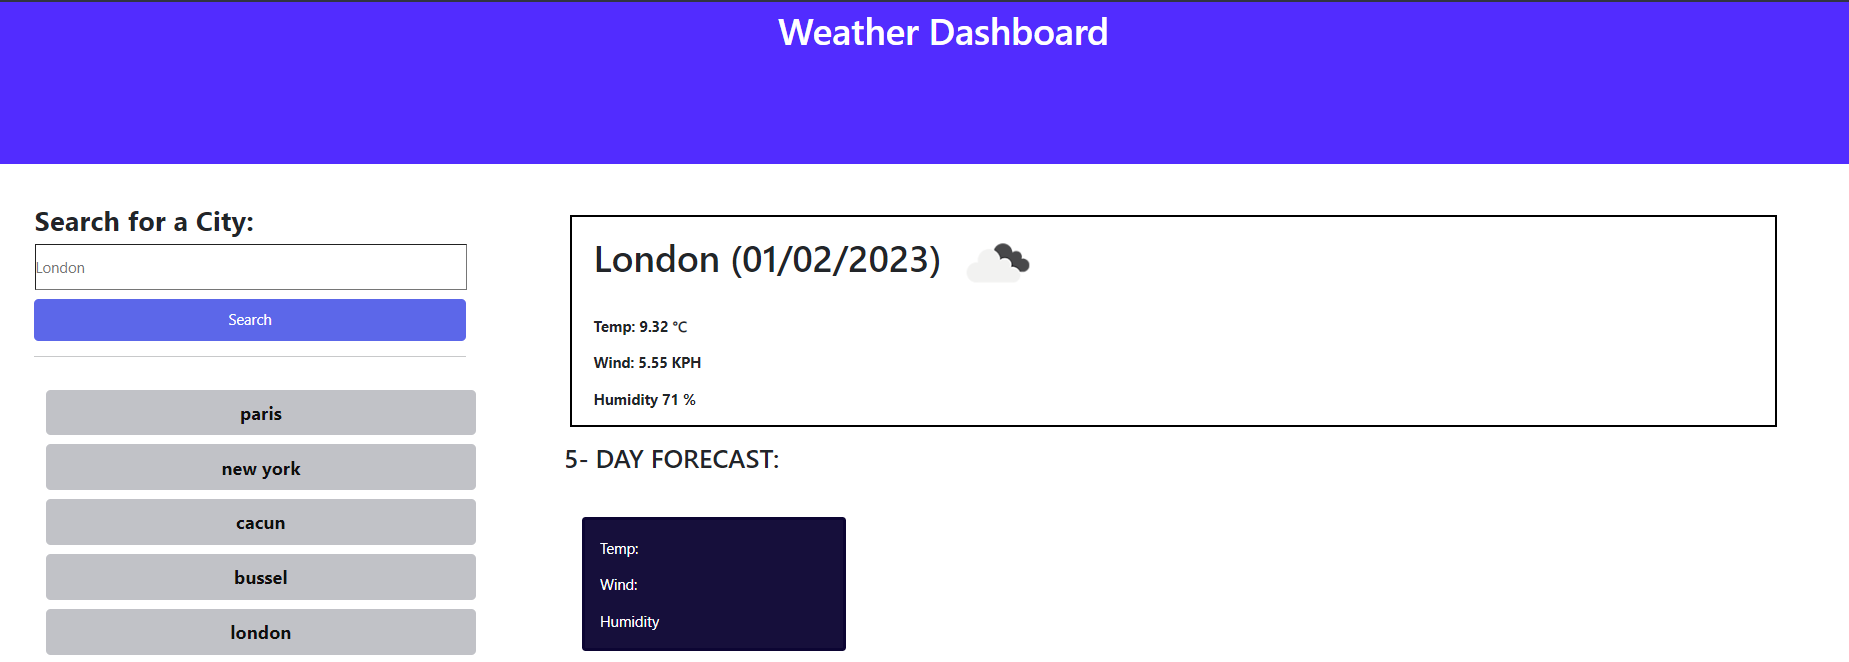 Weather Dashboard
Search for a City:
London
Search
paris
new york
cacun
bussel
london
London (01/02/2023)
Temp: 9.32 °C
Wind: 5.55 KPH
Humidity 71 %
5- DAY FORECAST:
Temp:
Wind:
Humidity